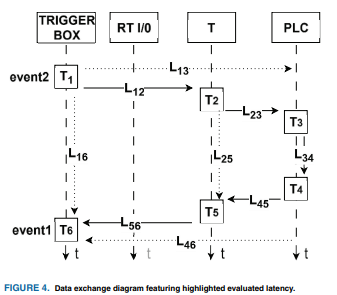 TRIGGER BOX RT I/0 T PLC
event2 T1 L13
L12 T2
L23 T3
L16 L25 L34
T4
L45
event1 T6 L56 T5
L46
t t t t
FIGURE 4. Data exchange diagram featuring highlighted evaluated latency.